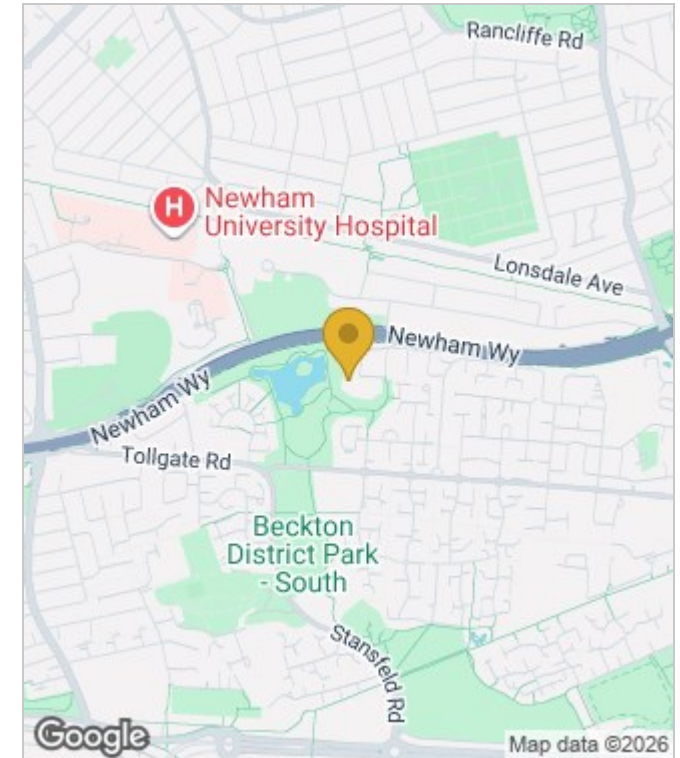 Rancliffe Rd
H
Newham
University Hospital
Lonsdale Ave
Newham Wy
Newham Wy
Tollgate Rd
Beckton
District Park
- South
Stansfeld Rd
Google
Map data ©2026